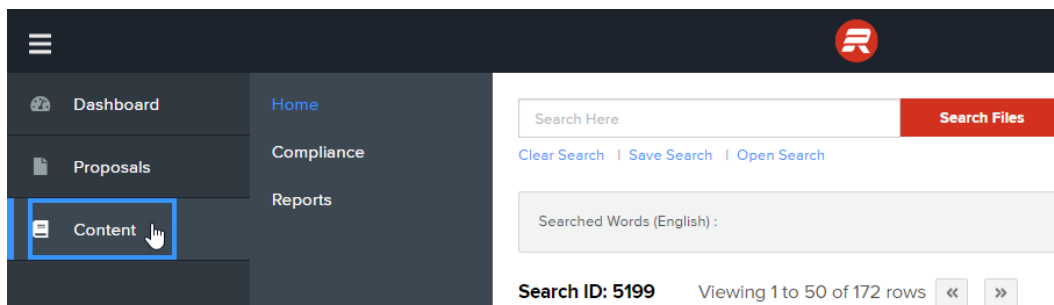 Dashboard
Proposals
Content
Home
Compliance
Reports
Search Here
Search Files
Clear Search | Save Search | Open Search
Searched Words (English) :
Search ID: 5199 Viewing 1 to 50 of 172 rows « »